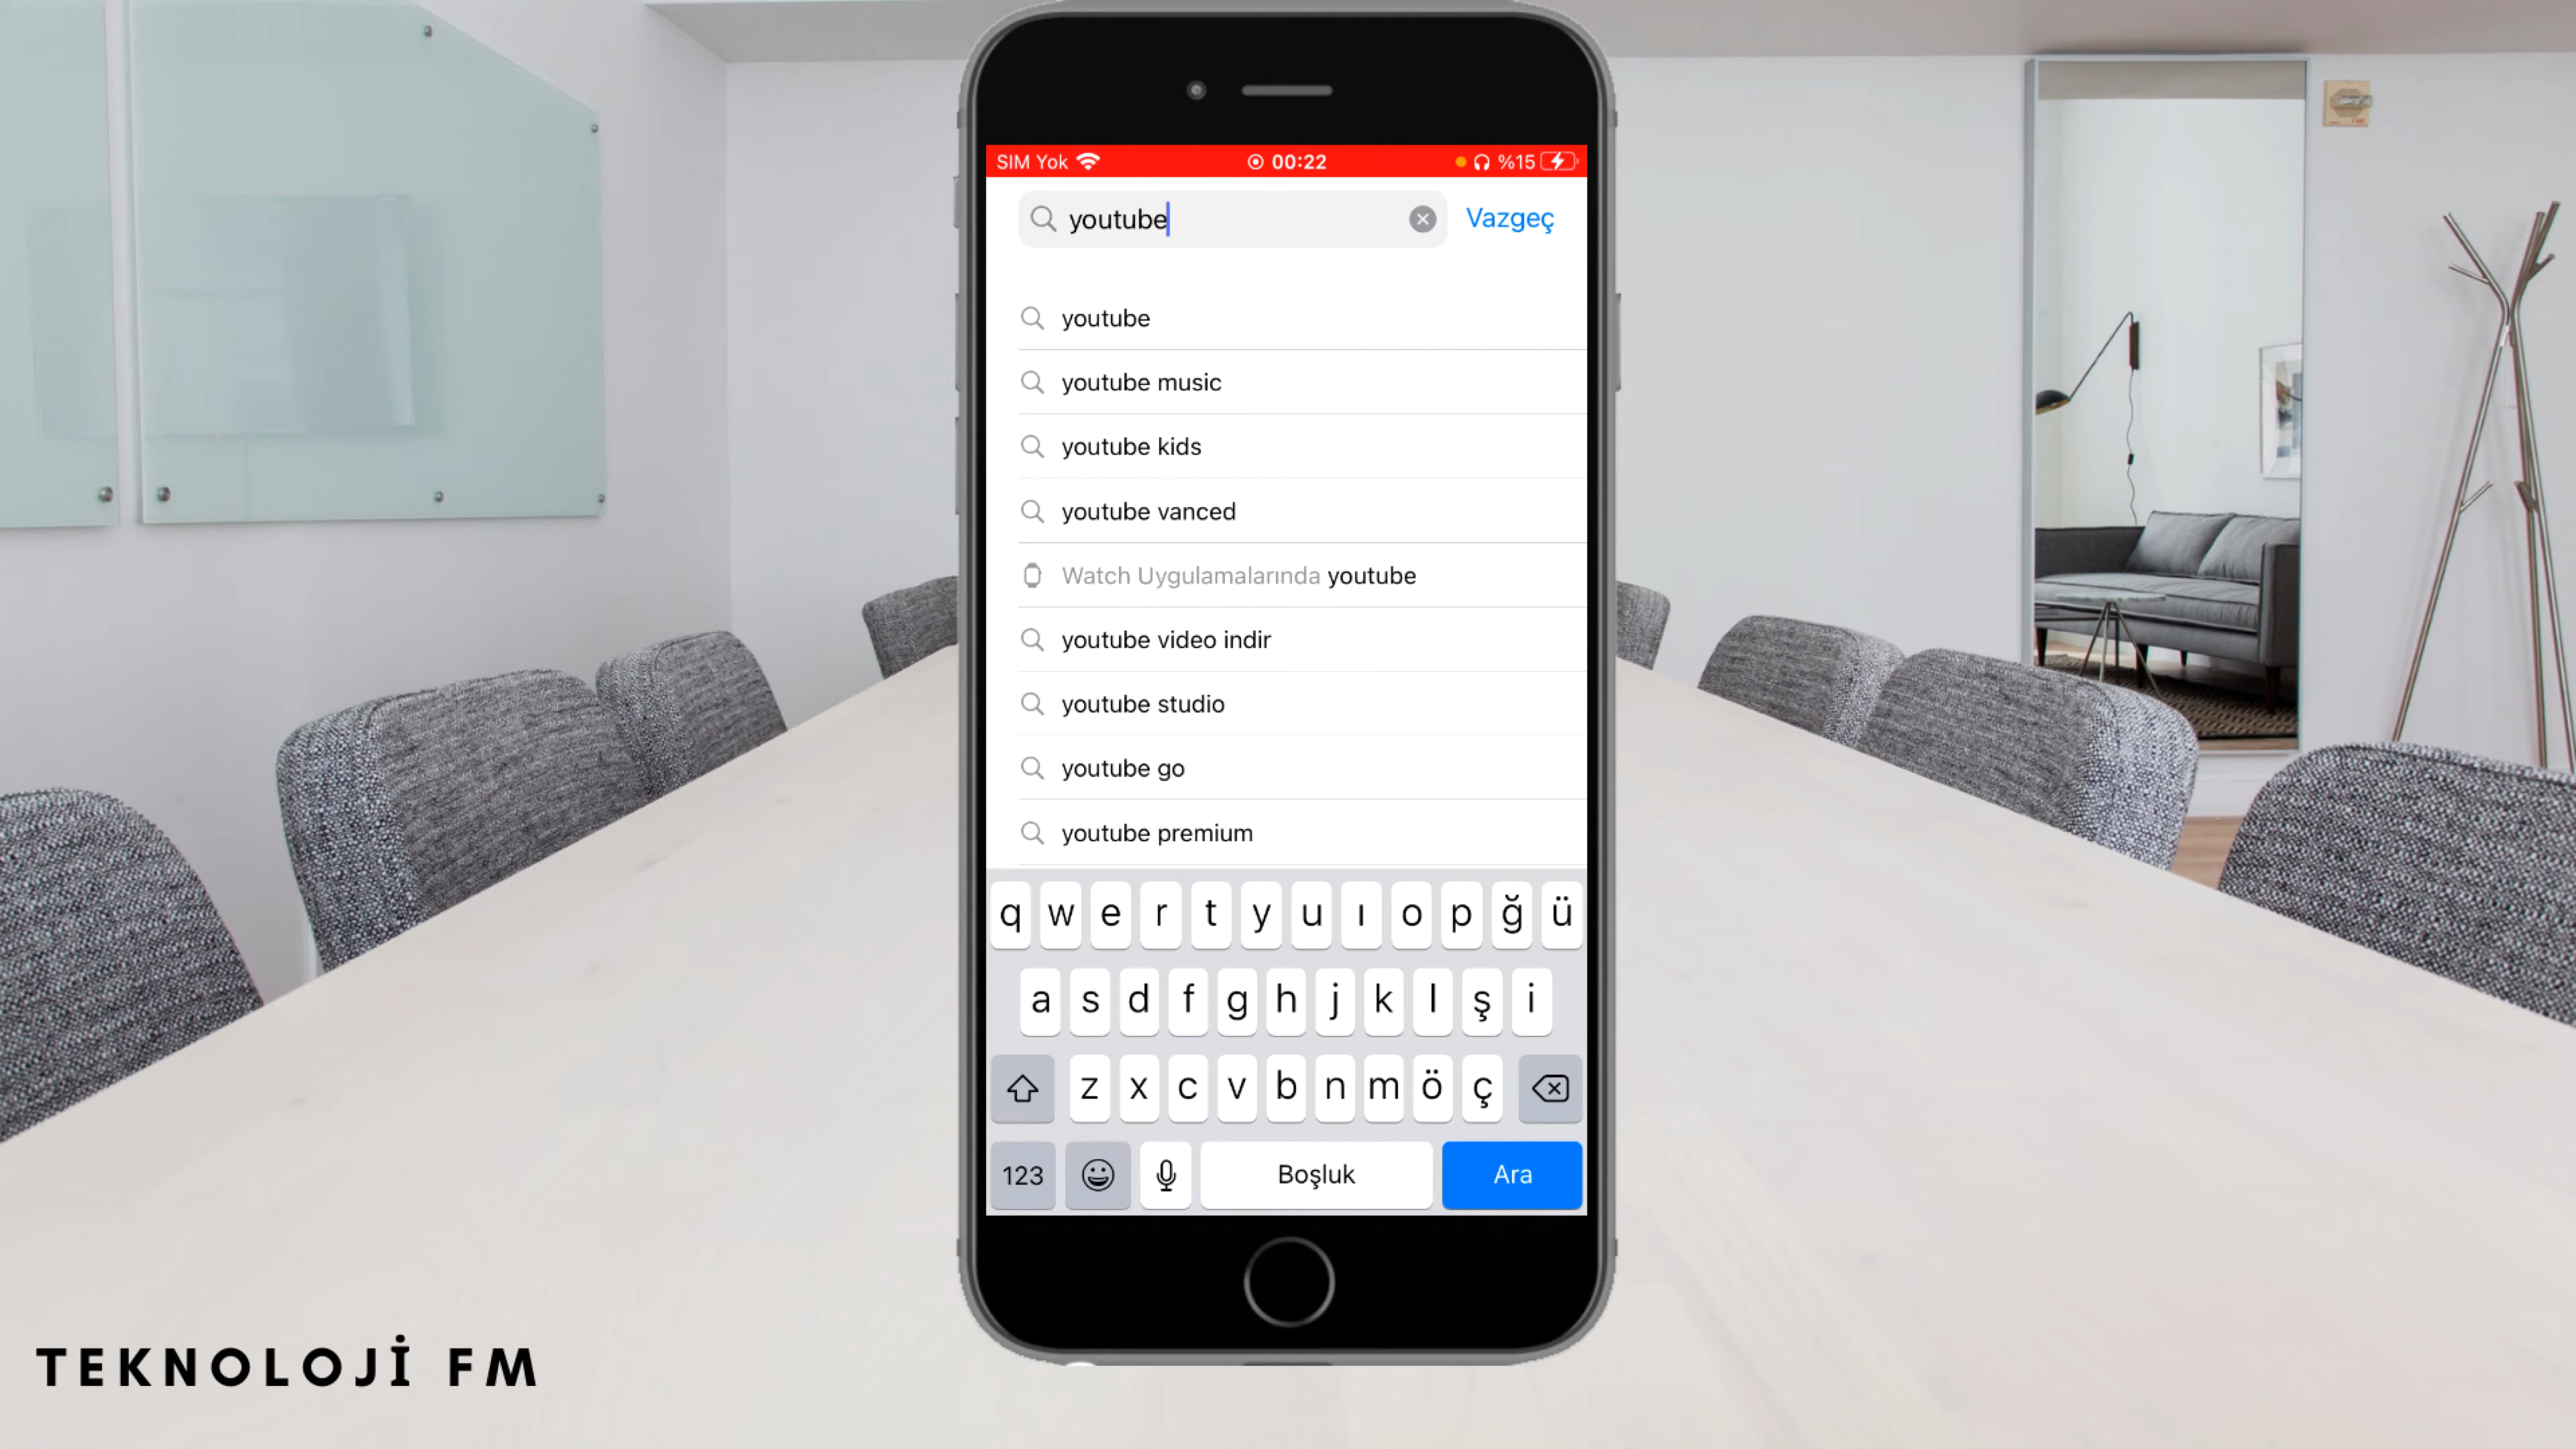 SIM Yok 00:22 %15
youtube Vazgeç
youtube
youtube music
youtube kids
youtube vanced
Watch Uygulamalarında youtube
youtube video indir
youtube studio
youtube go
youtube premium
q w e r t y u ı o p ğ ü
a s d f g h j k l ş i
z x c v b n m ö ç
123 Boşluk Ara
TEKNOLOJİ FM